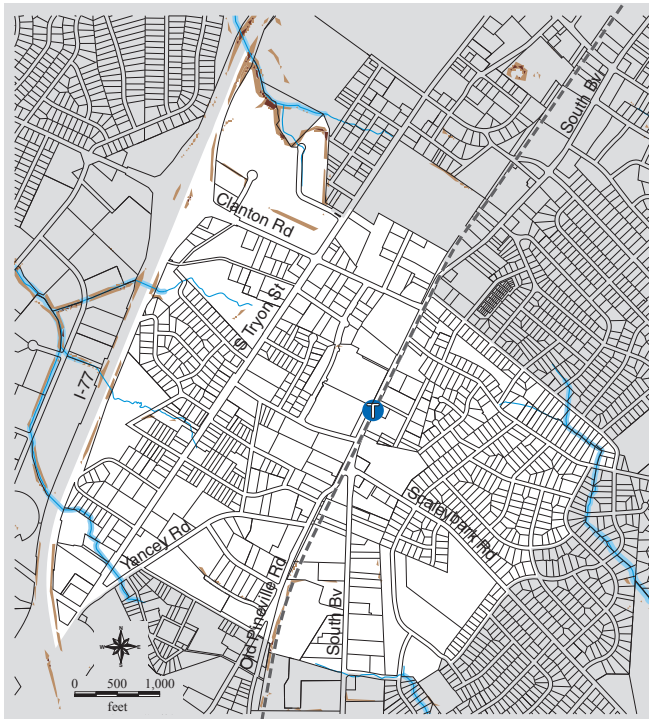 South Bv
Clanton Rd
S Tryon St
I-77
T
Scaleybark Rd
Yancey Rd
Old Pineville Rd
South Bv
N
W E
S
0 500 1,000
feet